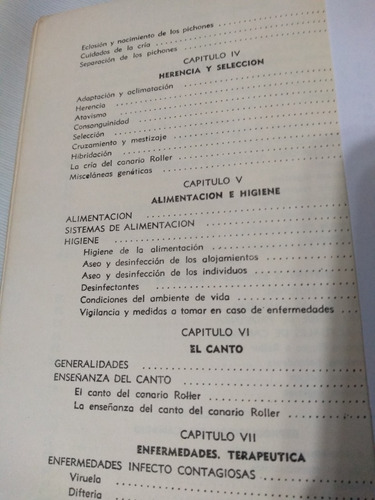 Eclosión y nacimiento de los pichones
Cuidados de la cría
Separación de los pichones
CAPITULO IV
HERENCIA Y SELECCION
Adaptación y aclimatación
Herencia
Atavismo
Consanguinidad
Selección
Cruzamiento y mestizaje
Hibridación
La cría del canario Roller
Misceláneas genéticas
CAPITULO V
ALIMENTACION E HIGIENE
ALIMENTACION
SISTEMAS DE ALIMENTACION
HIGIENE
Higiene de la alimentación
Aseo y desinfección de los alojamientos
Aseo y desinfección de los individuos
Desinfectantes
Condiciones del ambiente de vida
Vigilancia y medidas a tomar en caso de enfermedades
CAPITULO VI
EL CANTO
GENERALIDADES
ENSEÑANZA DEL CANTO
El canto del canario Roller
La enseñanza del canto del canario Roller
CAPITULO VII
ENFERMEDADES. TERAPEUTICA
ENFERMEDADES INFECTO CONTAGIOSAS
Viruela
Difteria